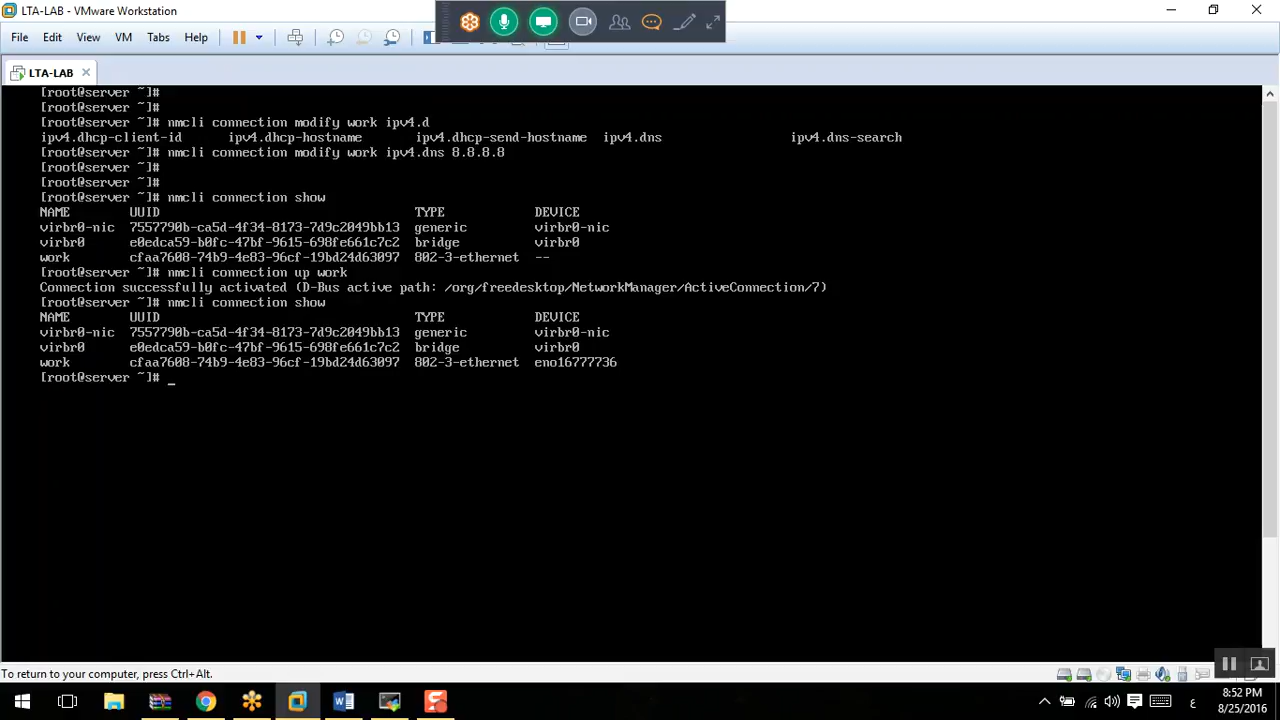 LTA-LAB - VMware Workstation
File Edit View VM Tabs Help
LTA-LAB
[root@server ~]#
[root@server ~]#
[root@server ~]# nmcli connection modify work ipv4.d
ipv4.dhcp-client-id ipv4.dhcp-hostname ipv4.dhcp-send-hostname ipv4.dns ipv4.dns-search
[root@server ~]# nmcli connection modify work ipv4.dns 8.8.8.8
[root@server ~]#
[root@server ~]#
[root@server ~]# nmcli connection show
NAME UUID TYPE DEVICE
virbr0-nic 7557790b-ca5d-4f34-8173-7d9c2049bb13 generic virbr0-nic
virbr0 e0edca59-b0fc-47bf-9615-698fe661c7c2 bridge virbr0
work cfaa7608-74b9-4e83-96cf-19bd24d63097 802-3-ethernet --
[root@server ~]# nmcli connection up work
Connection successfully activated (D-Bus active path: /org/freedesktop/NetworkManager/ActiveConnection/7)
[root@server ~]# nmcli connection show
NAME UUID TYPE DEVICE
virbr0-nic 7557790b-ca5d-4f34-8173-7d9c2049bb13 generic virbr0-nic
virbr0 e0edca59-b0fc-47bf-9615-698fe661c7c2 bridge virbr0
work cfaa7608-74b9-4e83-96cf-19bd24d63097 802-3-ethernet eno16777736
[root@server ~]# _
To return to your computer, press Ctrl+Alt.
ع
8:52 PM
8/25/2016